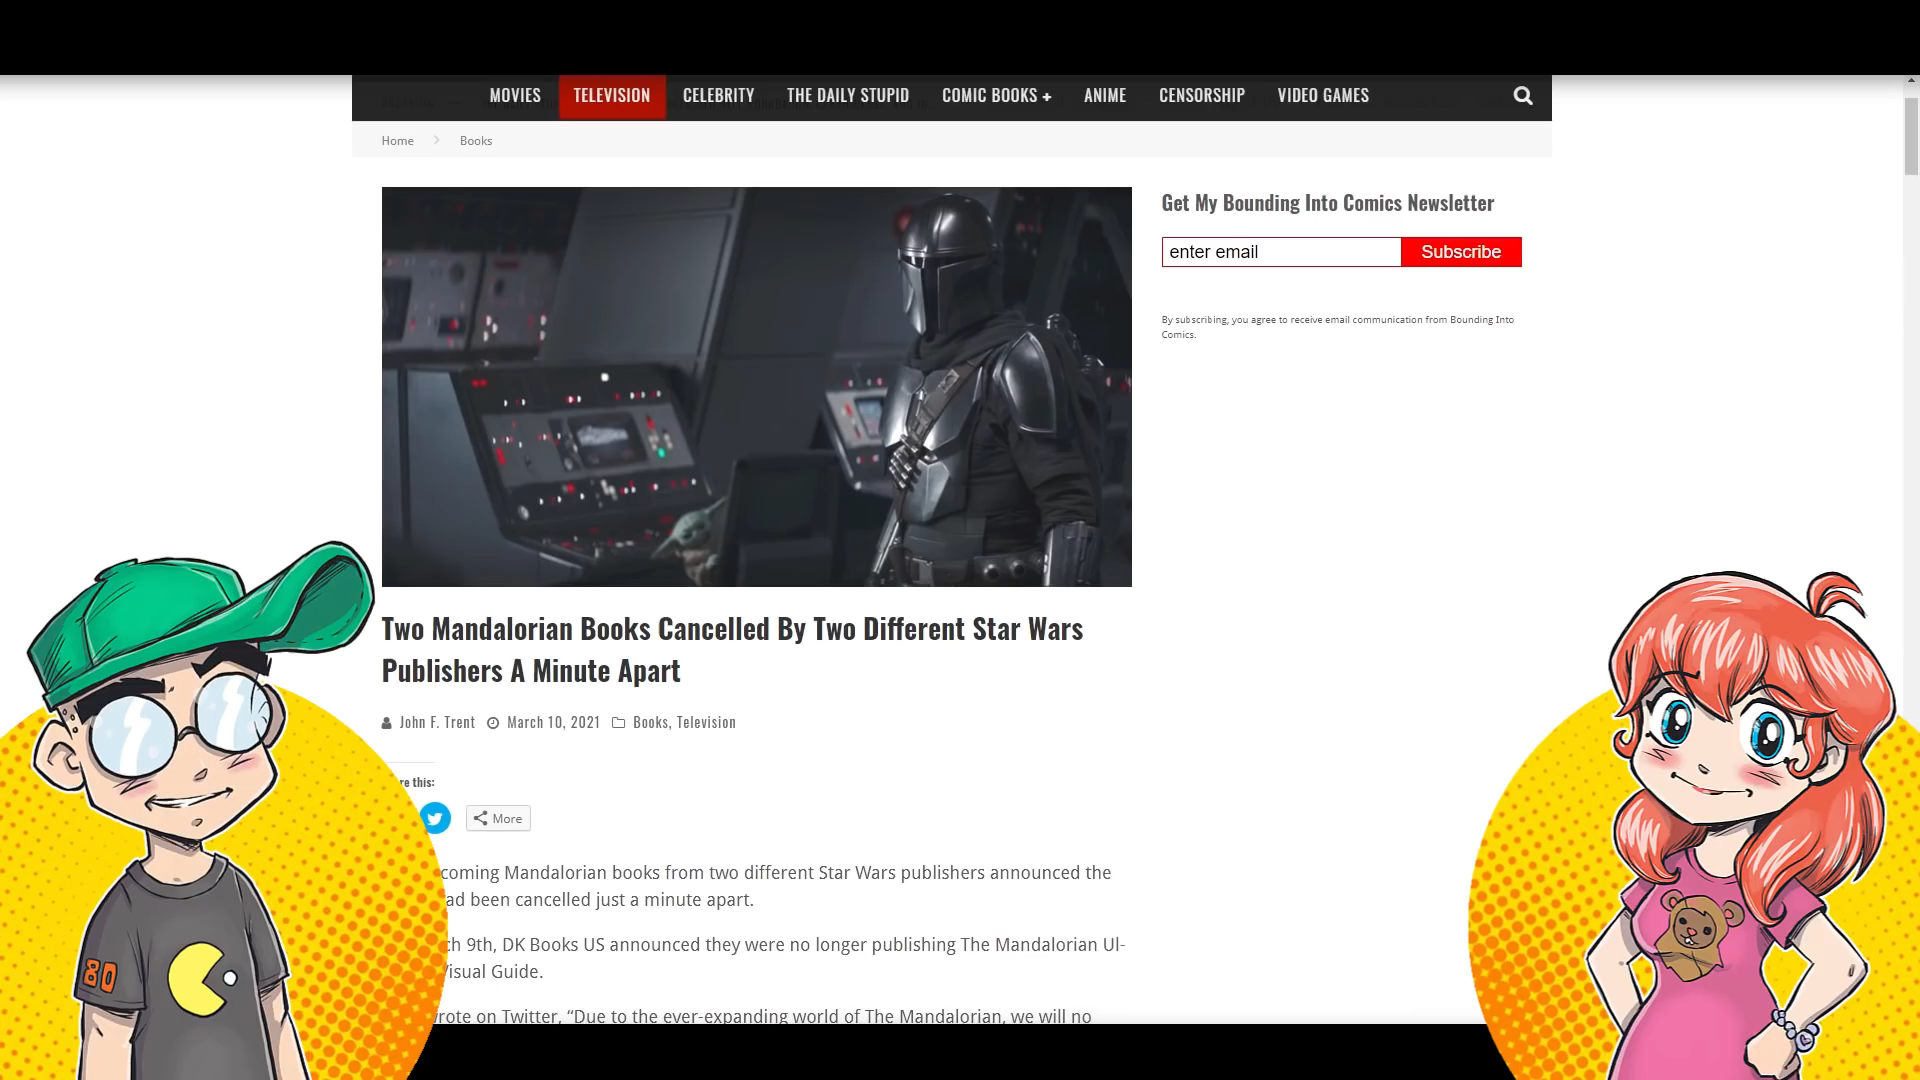 MOVIES TELEVISION CELEBRITY THE DAILY STUPID COMIC BOOKS + ANIME CENSORSHIP VIDEO GAMES
Home Books
Get My Bounding Into Comics Newsletter
enter email Subscribe
By subscribing, you agree to receive email communication from Bounding Into
Comics.
Two Mandalorian Books Cancelled By Two Different Star Wars
Publishers A Minute Apart
John F. Trent March 10, 2021 Books, Television
re this:
More
coming Mandalorian books from two different Star Wars publishers announced the
ad been cancelled just a minute apart.
ch 9th, DK Books US announced they were no longer publishing The Mandalorian Ul-
isual Guide.
rote on Twitter, “Due to the ever-expanding world of The Mandalorian, we will no
80